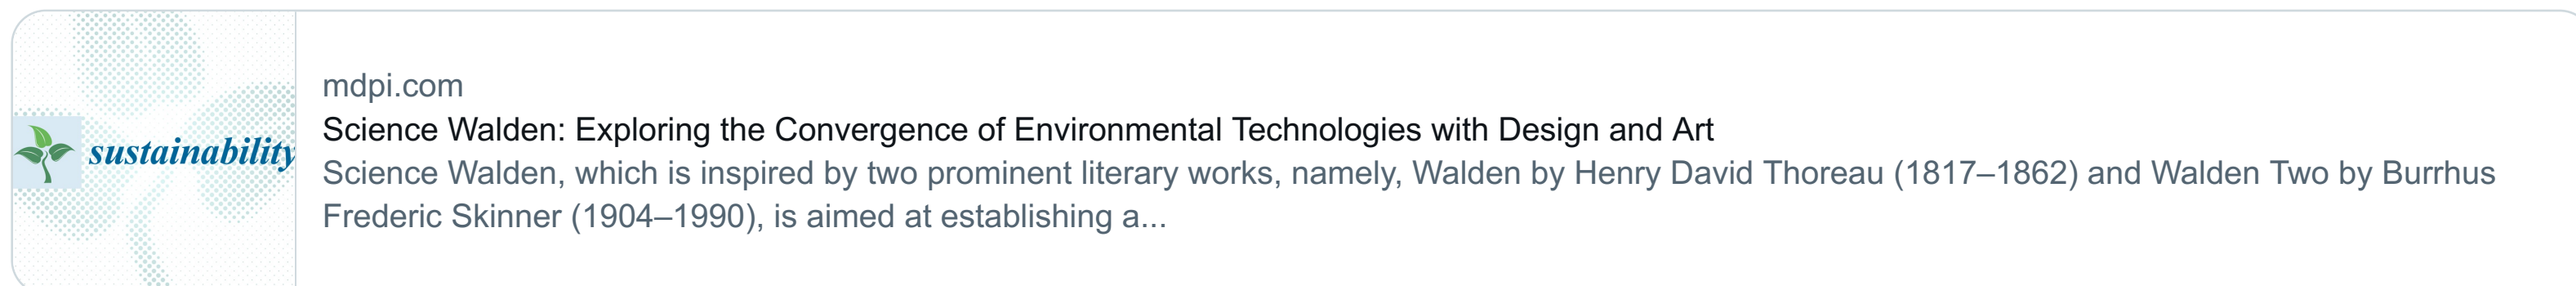 sustainability
mdpi.com
Science Walden: Exploring the Convergence of Environmental Technologies with Design and Art
Science Walden, which is inspired by two prominent literary works, namely, Walden by Henry David Thoreau (1817–1862) and Walden Two by Burrhus
Frederic Skinner (1904–1990), is aimed at establishing a...